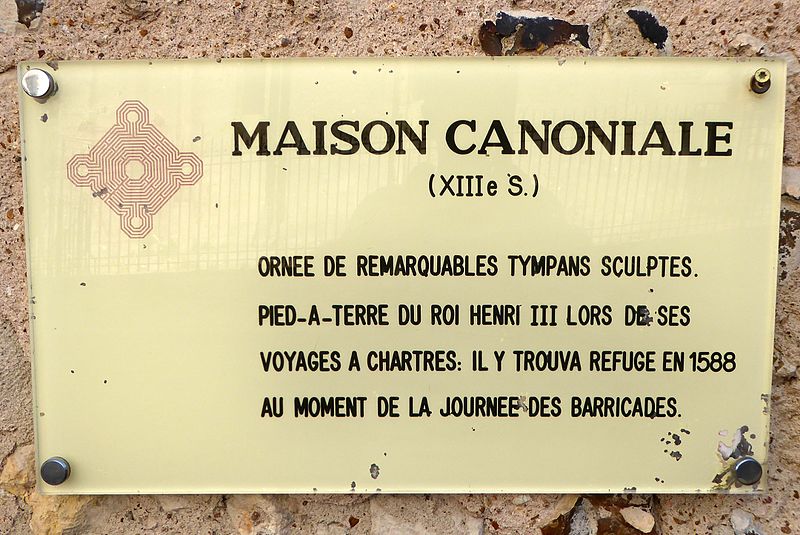 MAISON CANONIALE
(XIIIe S.)
ORNEE DE REMARQUABLES TYMPANS SCULPTES.
PIED-A-TERRE DU ROI HENRI III LORS DE SES
VOYAGES A CHARTRES: IL Y TROUVA REFUGE EN 1588
AU MOMENT DE LA JOURNEE DES BARRICADES.